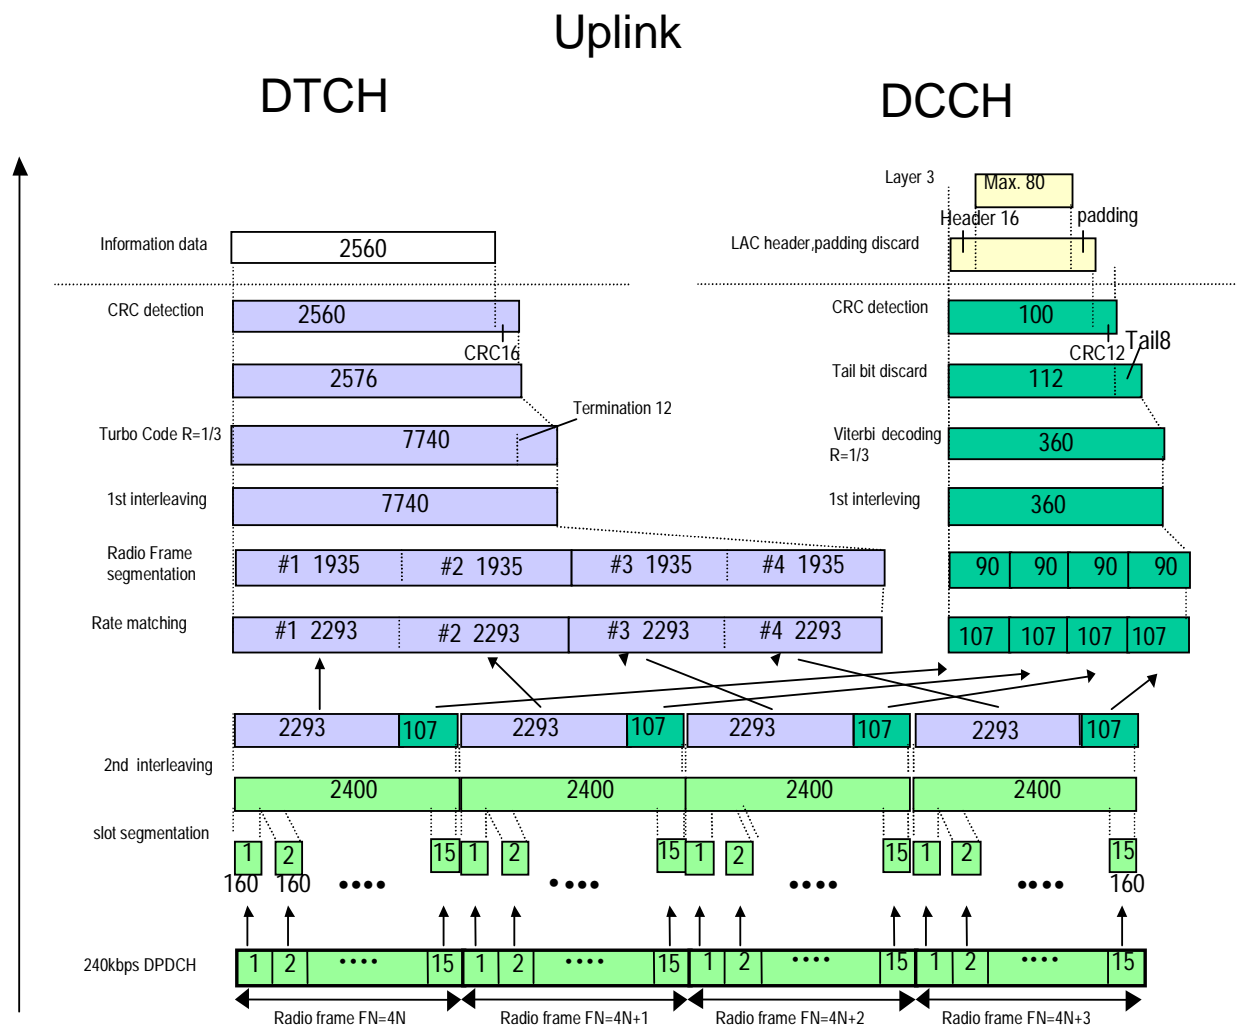 Uplink
DTCH
DCCH
Layer 3
Max. 80
Header 16
padding
Information data
2560
LAC header,padding discard
CRC detection
2560
CRC16
CRC detection
100
CRC12
Tail8
2576
Tail bit discard
112
Termination 12
Turbo Code R=1/3
7740
Viterbi decoding
R=1/3
360
1st interleaving
7740
1st interleving
360
Radio Frame
segmentation
#1 1935
#2 1935
#3 1935
#4 1935
90
90
90
90
Rate matching
#1 2293
#2 2293
#3 2293
#4 2293
107
107
107
107
2293
107
2293
107
2293
107
2293
107
2nd interleaving
2400
2400
2400
2400
slot segmentation
1
2
15
1
2
15
1
2
15
1
2
15
160
160
160
240kbps DPDCH
1
2
15
1
2
15
1
2
15
1
2
15
Radio frame FN=4N
Radio frame FN=4N+1
Radio frame FN=4N+2
Radio frame FN=4N+3